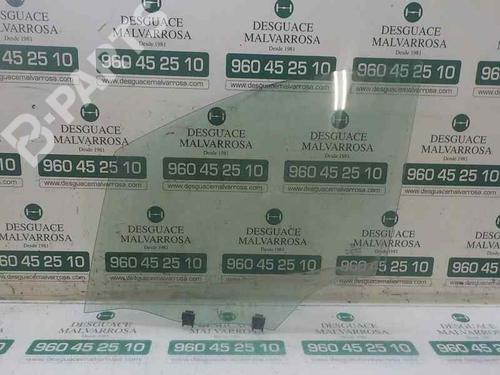 DESGUACE
MALVARROSA
Desde 1981
960 45 25 10
www.desguacemalvarrosa.com
B-PARTS